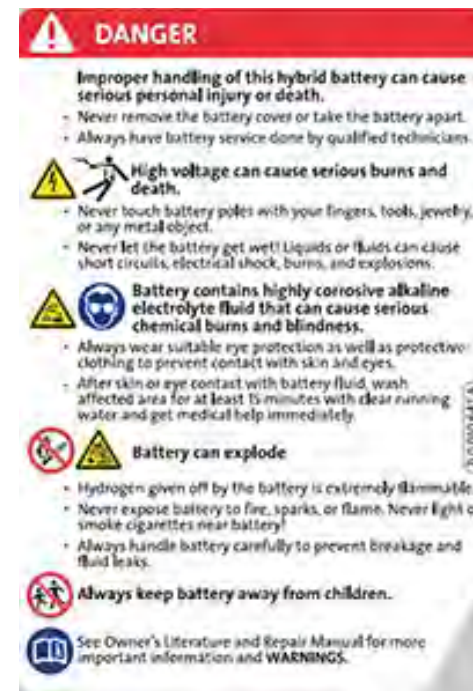 DANGER
Improper handling of this hybrid battery can cause
serious personal injury or death.
- Never remove the battery cover or take the battery apart.
- Always have battery service done by qualified technicians
High voltage can cause serious burns and
death.
- Never touch battery poles with your fingers, tools, jewelry,
or any metal object.
- Never let the battery get wet! Liquids or fluids can cause
short circuits, electrical shock, burns, and explosions.
Battery contains highly corrosive alkaline
electrolyte fluid that can cause serious
chemical burns and blindness.
- Always wear suitable eye protection as well as protective
clothing to prevent contact with skin and eyes.
- After skin or eye contact with battery fluid, wash
affected area for at least 15 minutes with clear running
water and get medical help immediately.
Battery can explode
- Hydrogen given off by the battery is extremely flammable
- Never expose battery to fire, sparks, or flame. Never light
smoke cigarettes near battery!
- Always handle battery carefully to prevent breakage and
fluid leaks.
Always keep battery away from children.
See Owner's Literature and Repair Manual for more
important information and WARNINGS.